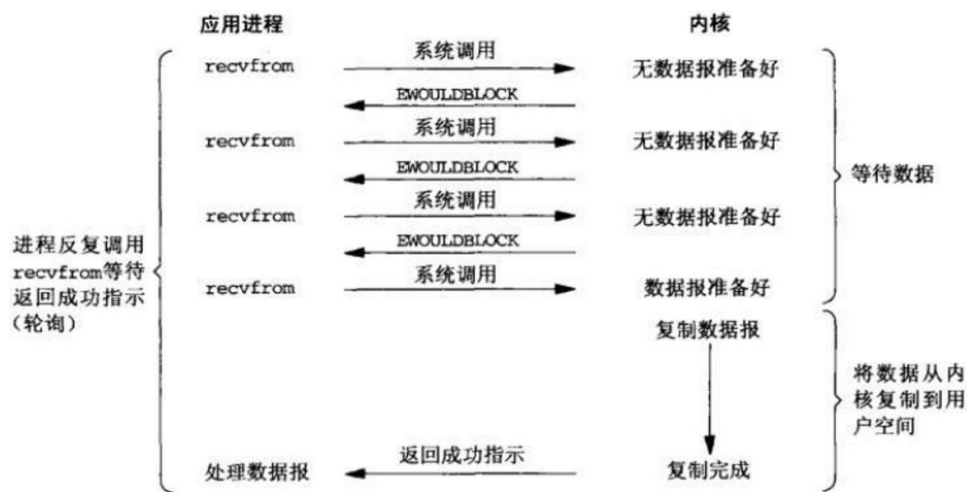 应用进程
内核
recvfrom
系统调用
无数据报准备好
EWOULDBLOCK
recvfrom
系统调用
无数据报准备好
EWOULDBLOCK
recvfrom
系统调用
无数据报准备好
EWOULDBLOCK
recvfrom
系统调用
数据报准备好
等待数据
进程反复调用
recvfrom等待
返回成功指示
（轮询）
复制数据报
将数据从内
核复制到用
户空间
处理数据报
返回成功指示
复制完成